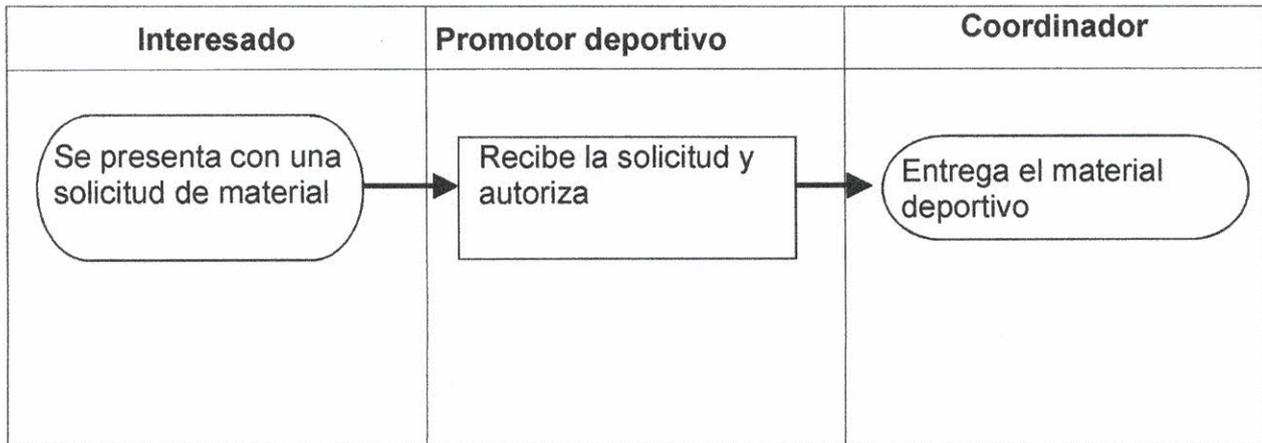 Interesado
Promotor deportivo
Coordinador
Se presenta con una
solicitud de material
Recibe la solicitud y
autoriza
Entrega el material
deportivo